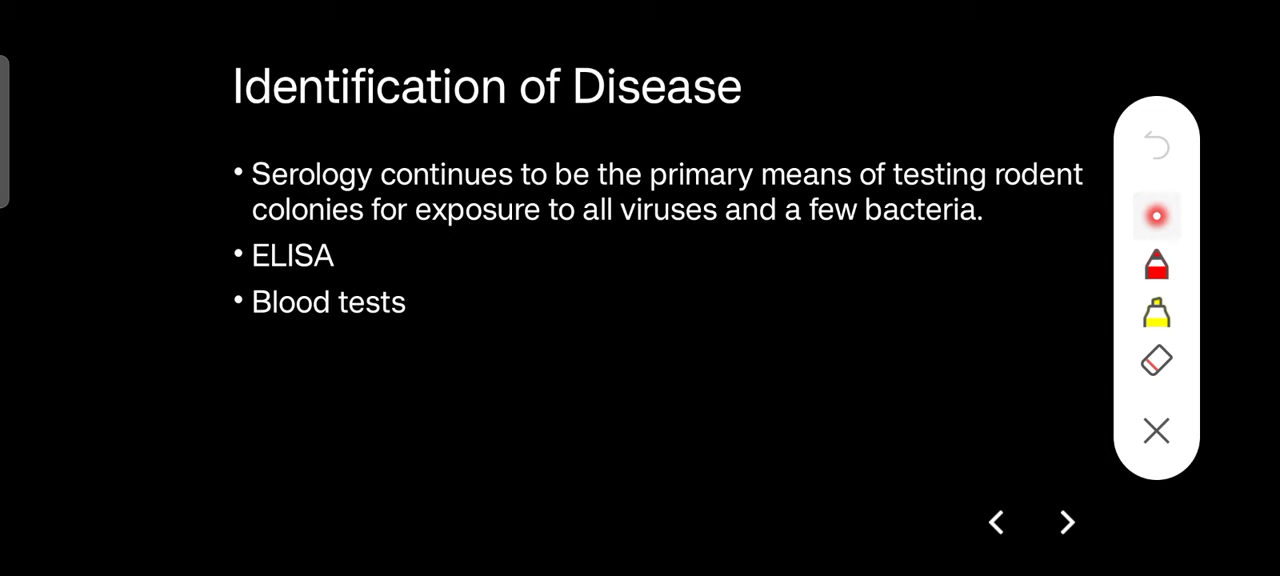 Identification of Disease
• Serology continues to be the primary means of testing rodent
colonies for exposure to all viruses and a few bacteria.
• ELISA
• Blood tests